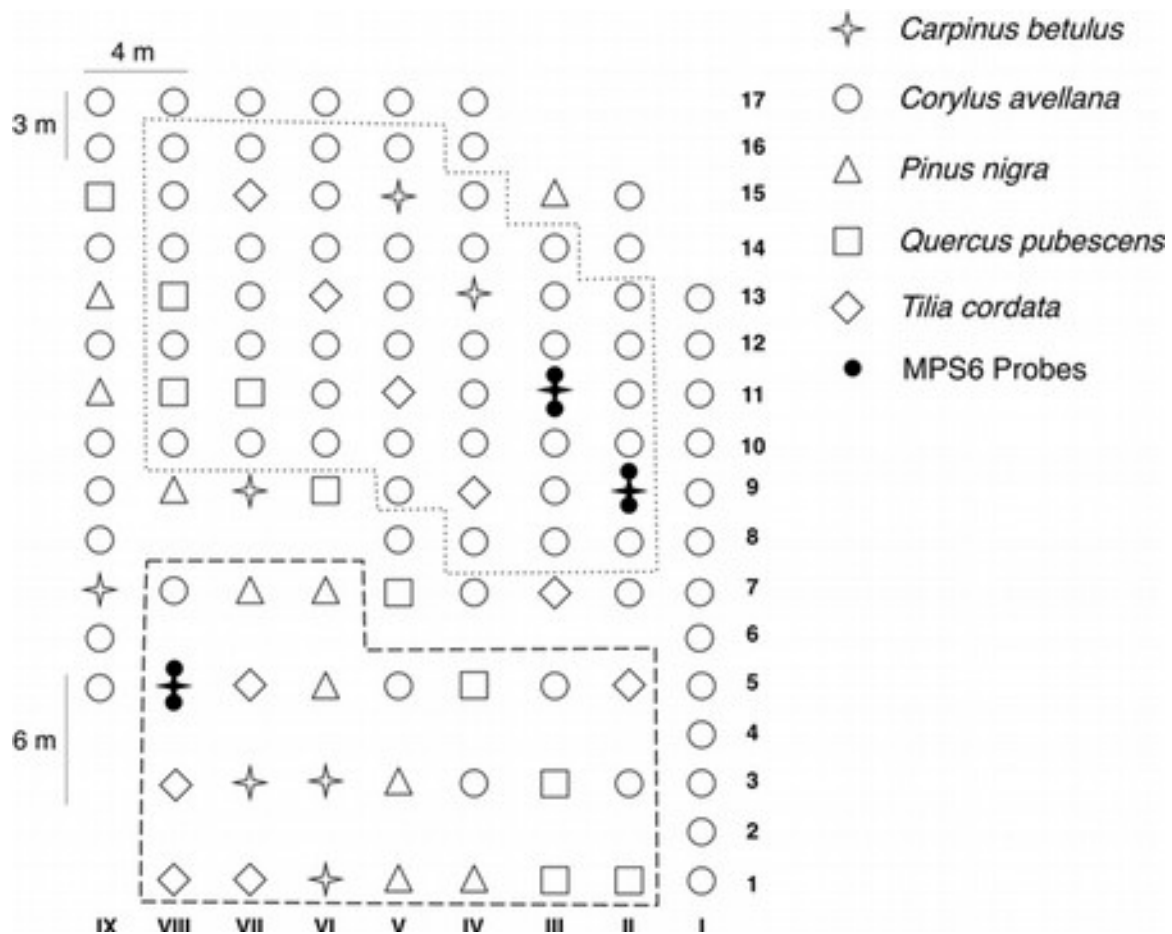 4 m
3 m
6 m
Carpinus betulus
Corylus avellana
Pinus nigra
Quercus pubescens
Tilia cordata
MPS6 Probes
17
16
15
14
13
12
11
10
9
8
7
6
5
4
3
2
1
IX VIII VII VI V IV III II I